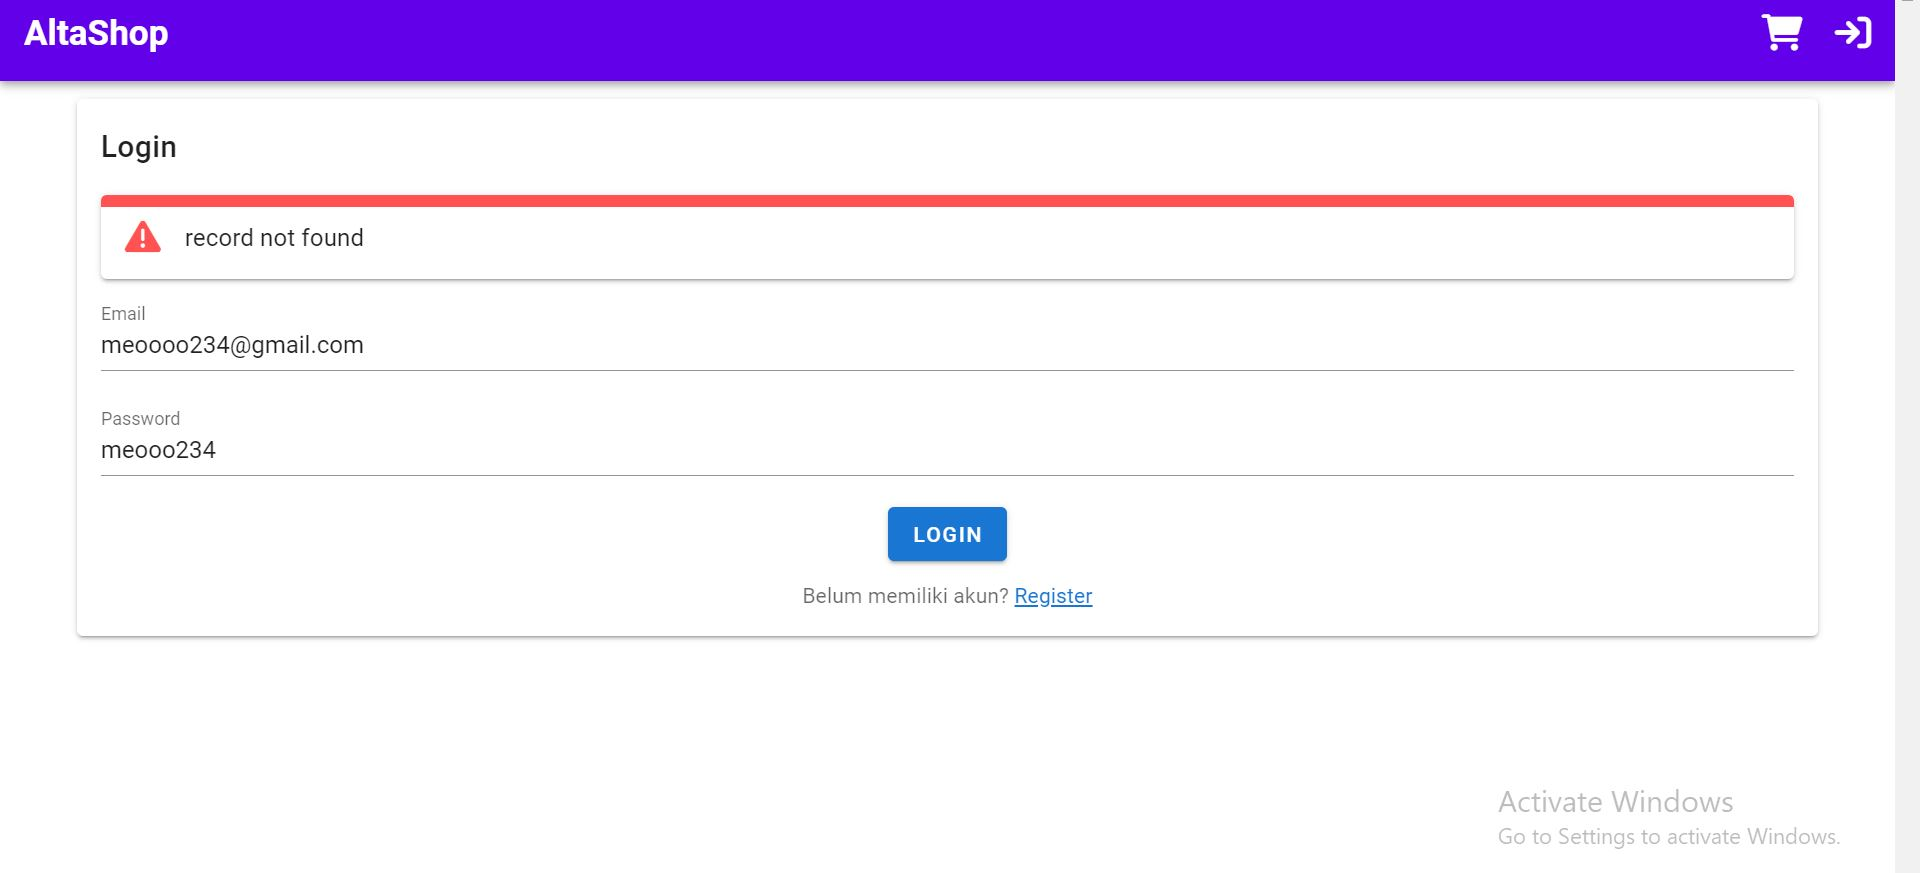 AltaShop
Login
record not found
Email
meoooo234@gmail.com
Password
meooo234
LOGIN
Belum memiliki akun? Register
Activate Windows
Go to Settings to activate Windows.